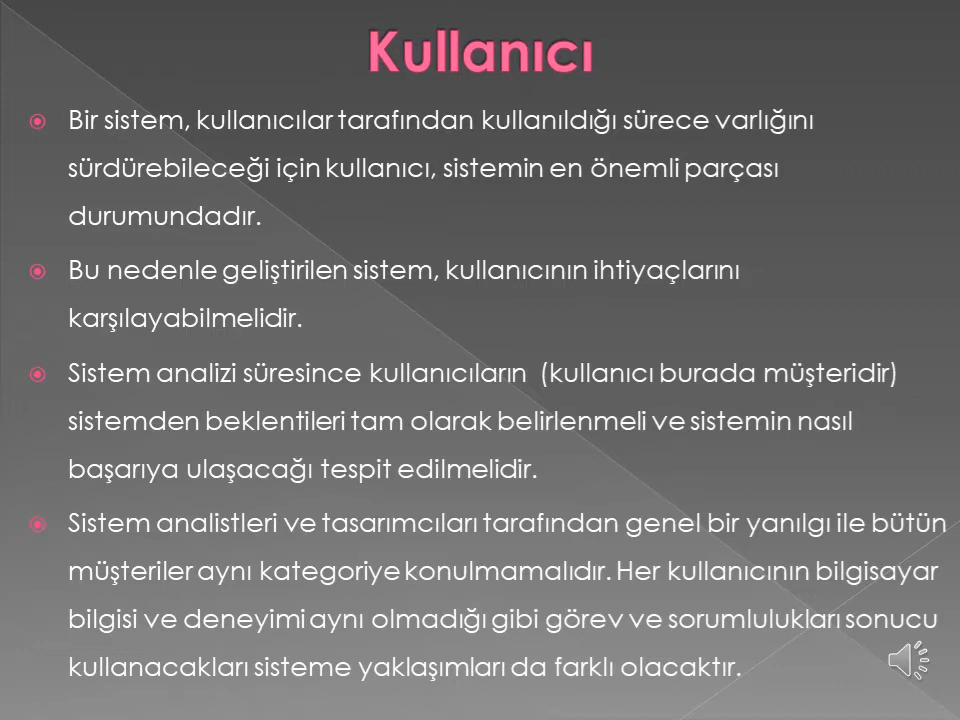 Kullanıcı
Bir sistem, kullanıcılar tarafından kullanıldığı sürece varlığını
sürdürebileceği için kullanıcı, sistemin en önemli parçası
durumundadır.
Bu nedenle geliştirilen sistem, kullanıcının ihtiyaçlarını
karşılayabilmelidir.
Sistem analizi süresince kullanıcıların (kullanıcı burada müşteridir)
sistemden beklentileri tam olarak belirlenmeli ve sistemin nasıl
başarıya ulaşacağı tespit edilmelidir.
Sistem analistleri ve tasarımcıları tarafından genel bir yanılgı ile bütün
müşteriler aynı kategoriye konulmamalıdır. Her kullanıcının bilgisayar
bilgisi ve deneyimi aynı olmadığı gibi görev ve sorumlulukları sonucu
kullanacakları sisteme yaklaşımları da farklı olacaktır.